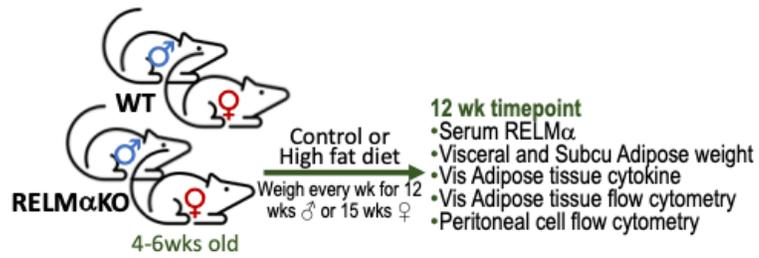 ♂
WT
♀
♂
RELMαKO
♀
4-6wks old
Control or
High fat diet
Weigh every wk for 12
wks ♂ or 15 wks ♀
12 wk timepoint
•Serum RELMα
•Visceral and Subcu Adipose weight
•Vis Adipose tissue cytokine
•Vis Adipose tissue flow cytometry
•Peritoneal cell flow cytometry